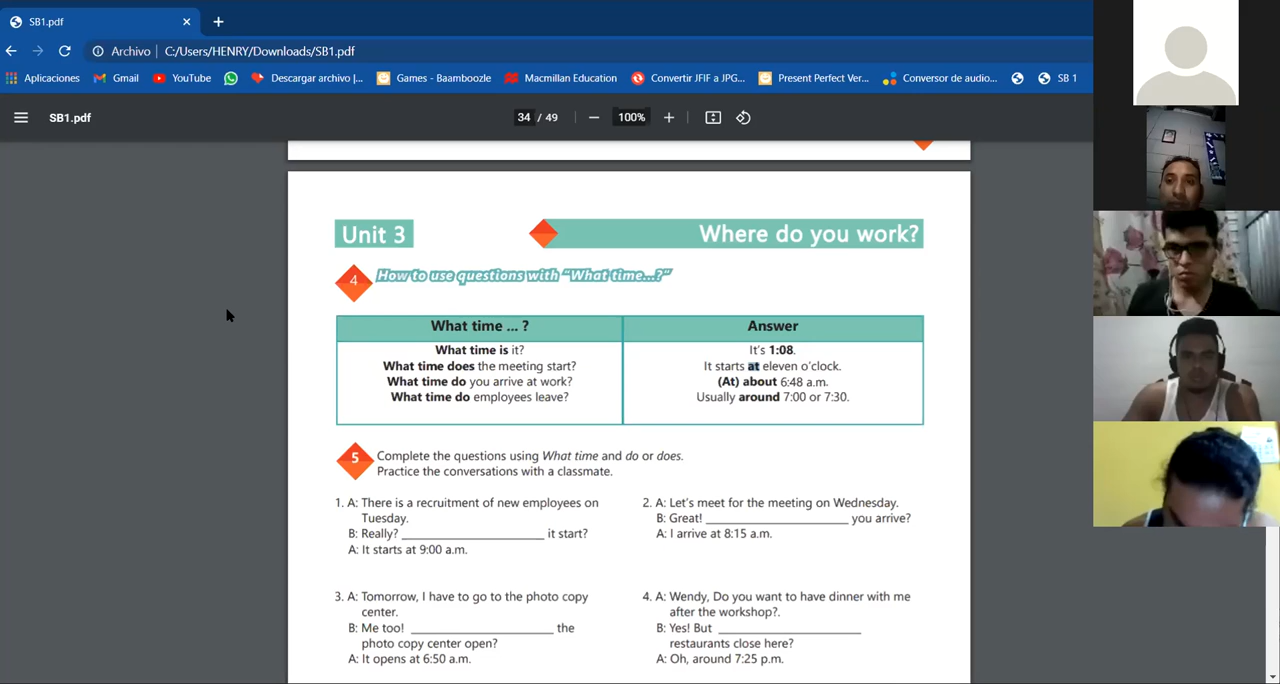 SB1.pdf
Archivo C:/Users/HENRY/Downloads/SB1.pdf
Aplicaciones Gmail YouTube Descargar archivo |... Games - Baamboozle Macmillan Education Convertir JFIF a JPG... Present Perfect Ver... Conversor de audio... SB 1
SB1.pdf 34 / 49 100%
Unit 3 Where do you work?
4 How to use questions with “What time...?”
What time ... ? Answer
What time is it? It's 1:08.
What time does the meeting start? It starts at eleven o'clock.
What time do you arrive at work? (At) about 6:48 a.m.
What time do employees leave? Usually around 7:00 or 7:30.
5 Complete the questions using What time and do or does.
Practice the conversations with a classmate.
1. A: There is a recruitment of new employees on
Tuesday.
B: Really? ______________________ it start?
A: It starts at 9:00 a.m.
2. A: Let's meet for the meeting on Wednesday.
B: Great! ______________________ you arrive?
A: I arrive at 8:15 a.m.
3. A: Tomorrow, I have to go to the photo copy
center.
B: Me too! ______________________ the
photo copy center open?
A: It opens at 6:50 a.m.
4. A: Wendy, Do you want to have dinner with me
after the workshop?.
B: Yes! But ______________________
restaurants close here?
A: Oh, around 7:25 p.m.